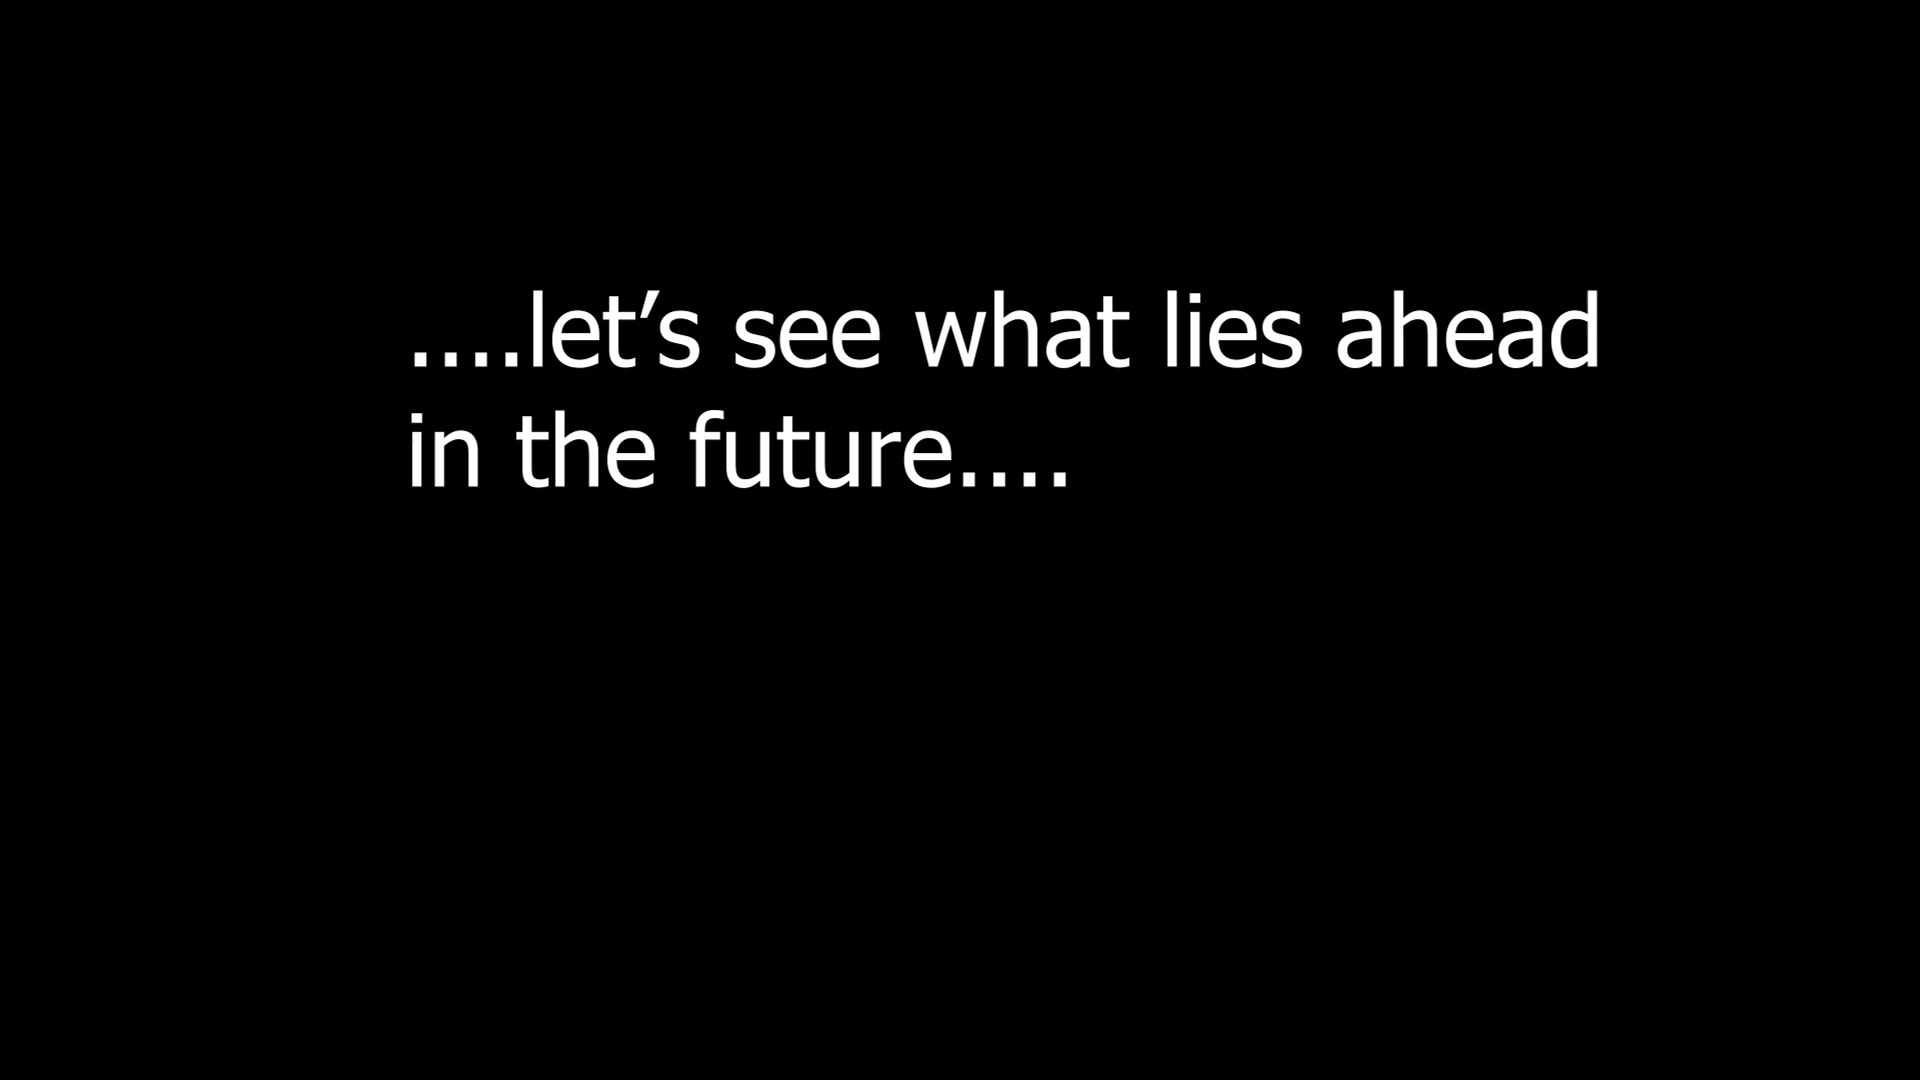 ....let’s see what lies ahead
in the future....